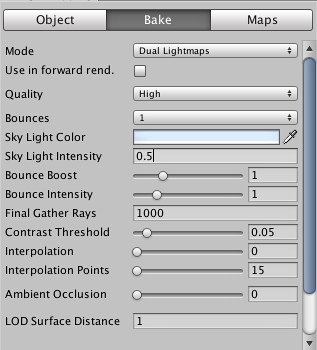 Object Bake Maps
Mode Dual Lightmaps
Use in forward rend.
Quality High
Bounces 1
Sky Light Color
Sky Light Intensity 0.5
Bounce Boost 1
Bounce Intensity 1
Final Gather Rays 1000
Contrast Threshold 0.05
Interpolation 0
Interpolation Points 15
Ambient Occlusion 0
LOD Surface Distance 1